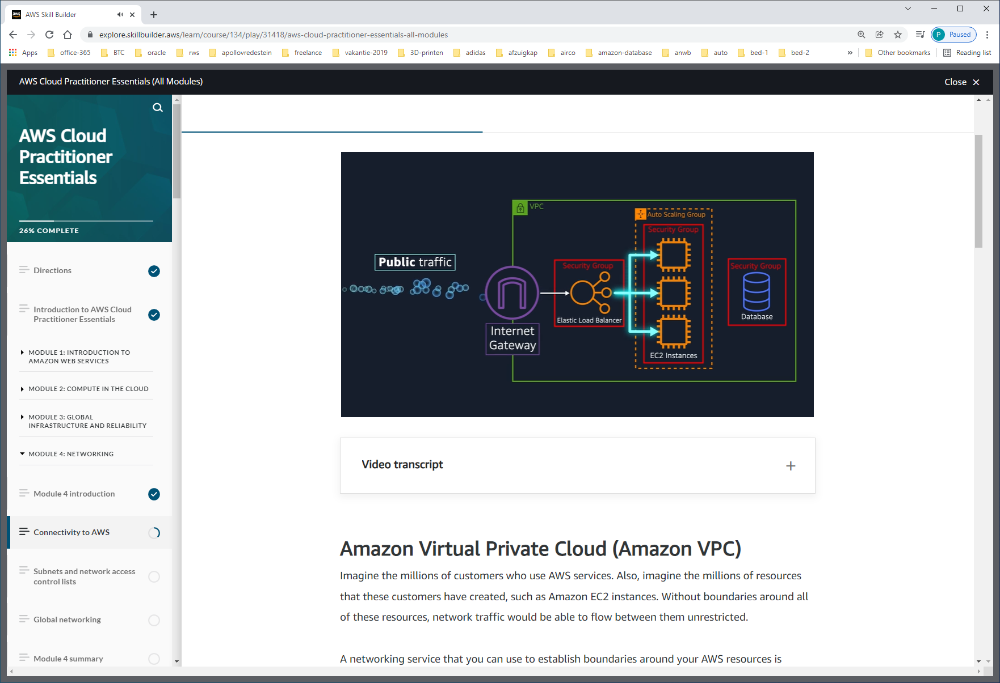 AWS Skill Builder
explore.skillbuilder.aws/learn/course/134/play/31418/aws-cloud-practitioner-essentials-all-modules
P Paused
Apps office-365 BTC oracle rws apollovredestein freelance vakantie-2019 3D-printen adidas afzuigkap airco amazon-database anwb auto bed-1 bed-2 » Other bookmarks Reading list
AWS Cloud Practitioner Essentials (All Modules)
Close
AWS Cloud
Practitioner
Essentials
26% COMPLETE
Directions
Introduction to AWS Cloud
Practitioner Essentials
MODULE 1: INTRODUCTION TO
AMAZON WEB SERVICES
MODULE 2: COMPUTE IN THE CLOUD
MODULE 3: GLOBAL
INFRASTRUCTURE AND RELIABILITY
MODULE 4: NETWORKING
Module 4 introduction
Connectivity to AWS
Subnets and network access
control lists
Global networking
Module 4 summary
VPC
Auto Scaling Group
Security Group
Public traffic
Security Group
Security Group
Elastic Load Balancer
Database
Internet
Gateway
EC2 Instances
Video transcript
Amazon Virtual Private Cloud (Amazon VPC)
Imagine the millions of customers who use AWS services. Also, imagine the millions of resources
that these customers have created, such as Amazon EC2 instances. Without boundaries around all
of these resources, network traffic would be able to flow between them unrestricted.
A networking service that you can use to establish boundaries around your AWS resources is